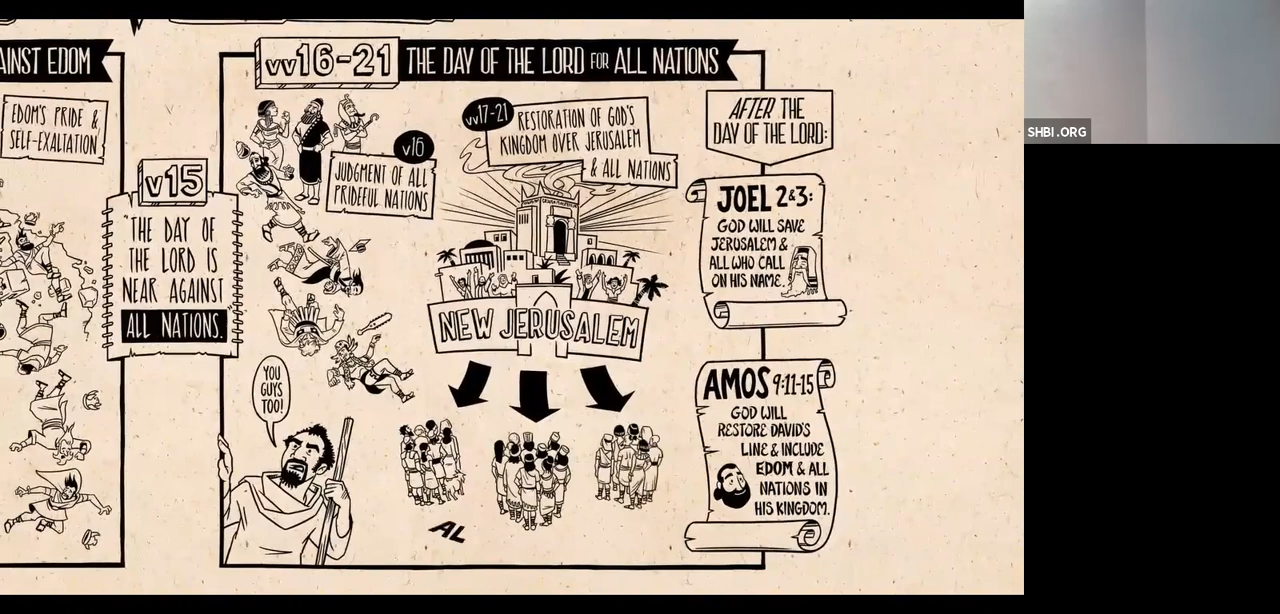 AINST EDOM
EDOM'S PRIDE &
SELF-EXALTATION
v15
"THE DAY OF
THE LORD IS
NEAR AGAINST
ALL NATIONS."
vv16-21 THE DAY OF THE LORD FOR ALL NATIONS
v16
JUDGMENT OF ALL
PRIDEFUL NATIONS
vv17-21
RESTORATION OF GOD'S
KINGDOM OVER JERUSALEM
& ALL NATIONS
NEW JERUSALEM
YOU
GUYS
TOO!
AL
AFTER THE
DAY OF THE LORD:
JOEL 2&3:
GOD WILL SAVE
JERUSALEM &
ALL WHO CALL
ON HIS NAME.
AMOS 9:11-15
GOD WILL
RESTORE DAVID'S
LINE & INCLUDE
EDOM & ALL
NATIONS IN
HIS KINGDOM.
SHBI.ORG